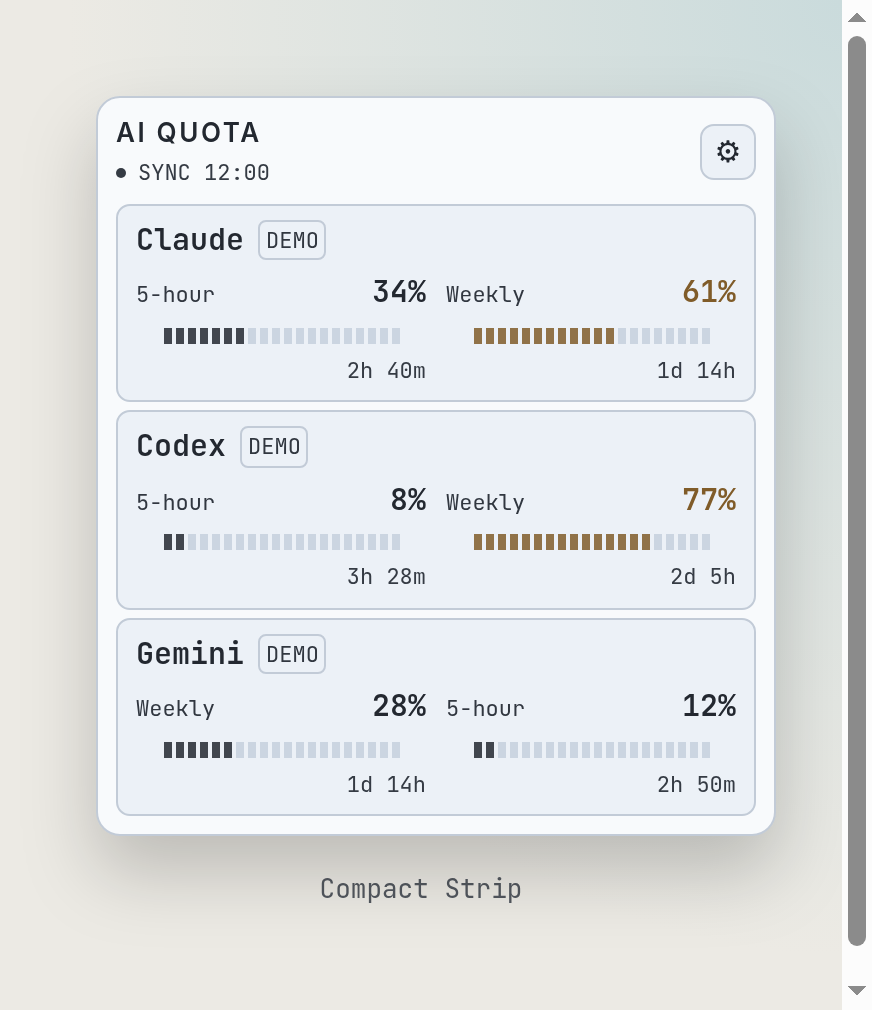 AI QUOTA
SYNC 12:00
Claude DEMO
5-hour 34% Weekly 61%
2h 40m 1d 14h
Codex DEMO
5-hour 8% Weekly 77%
3h 28m 2d 5h
Gemini DEMO
Weekly 28% 5-hour 12%
1d 14h 2h 50m
Compact Strip